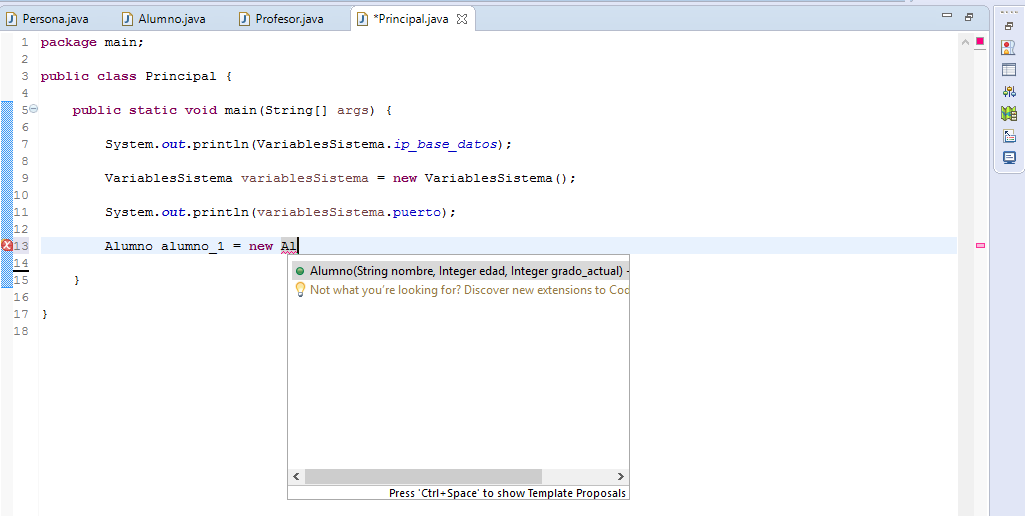 Persona.java Alumno.java Profesor.java *Principal.java
1 package main;
2
3 public class Principal {
4
5 public static void main(String[] args) {
6
7 System.out.println(VariablesSistema.ip_base_datos);
8
9 VariablesSistema variablesSistema = new VariablesSistema();
10
11 System.out.println(variablesSistema.puerto);
12
13 Alumno alumno_1 = new Al
14
Alumno(String nombre, Integer edad, Integer grado_actual) -
15 }
Not what you're looking for? Discover new extensions to Coc
16
17 }
18
Press 'Ctrl+Space' to show Template Proposals